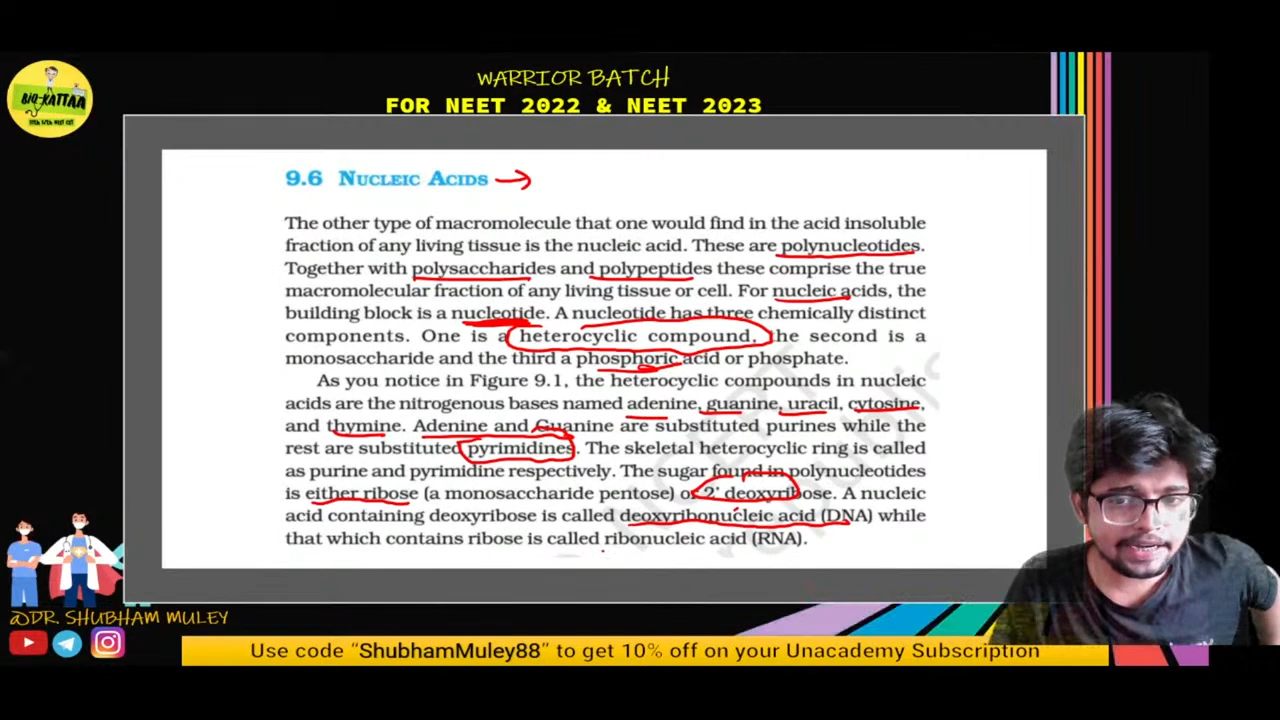 WARRIOR BATCH
FOR NEET 2022 & NEET 2023
BIO-KATTAA
9.6 NUCLEIC ACIDS
The other type of macromolecule that one would find in the acid insoluble
fraction of any living tissue is the nucleic acid. These are polynucleotides.
Together with polysaccharides and polypeptides these comprise the true
macromolecular fraction of any living tissue or cell. For nucleic acids, the
building block is a nucleotide. A nucleotide has three chemically distinct
components. One is a heterocyclic compound, the second is a
monosaccharide and the third a phosphoric acid or phosphate.
As you notice in Figure 9.1, the heterocyclic compounds in nucleic
acids are the nitrogenous bases named adenine, guanine, uracil, cytosine,
and thymine. Adenine and Guanine are substituted purines while the
rest are substituted pyrimidines. The skeletal heterocyclic ring is called
as purine and pyrimidine respectively. The sugar found in polynucleotides
is either ribose (a monosaccharide pentose) or 2' deoxyribose. A nucleic
acid containing deoxyribose is called deoxyribonucleic acid (DNA) while
that which contains ribose is called ribonucleic acid (RNA).
@DR. SHUBHAM MULEY
Use code "ShubhamMuley88" to get 10% off on your Unacademy Subscription